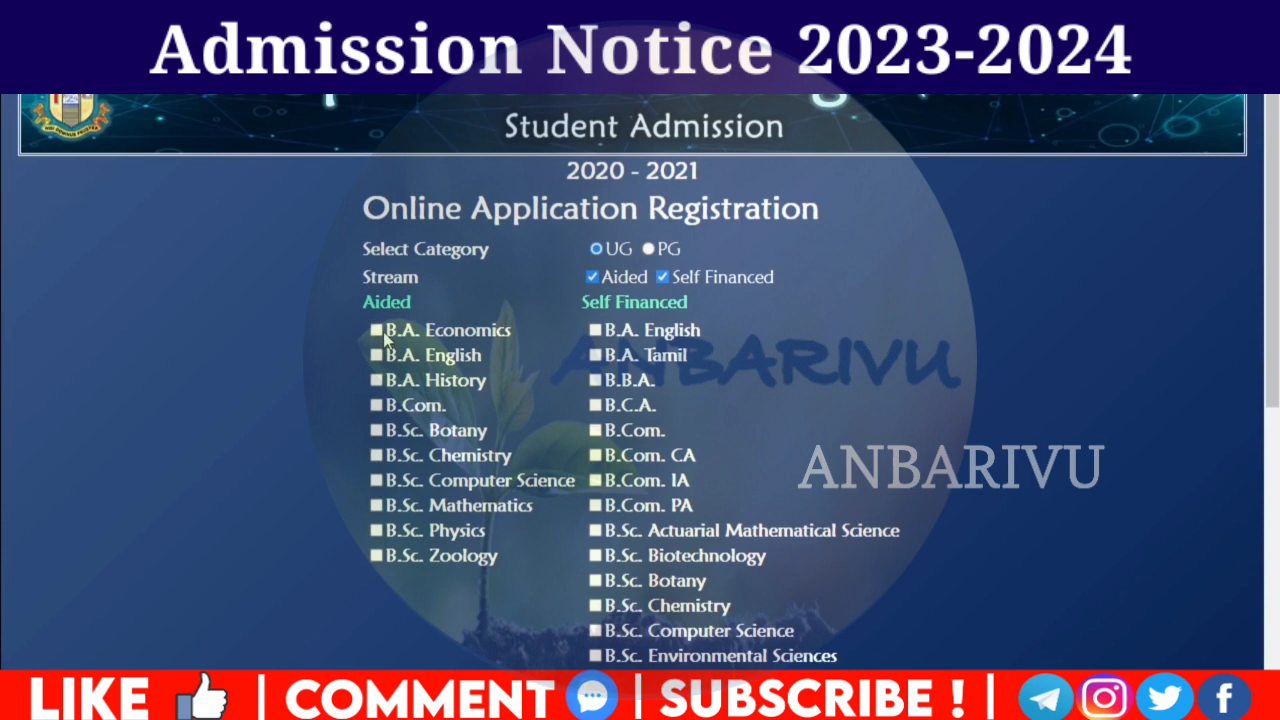 Admission Notice 2023-2024
Student Admission
2020 - 2021
Online Application Registration
Select Category UG PG
Stream Aided Self Financed
Aided Self Financed
B.A. Economics B.A. English
B.A. English B.A. Tamil
B.A. History B.B.A.
B.Com. B.C.A.
B.Sc. Botany B.Com.
B.Sc. Chemistry B.Com. CA
B.Sc. Computer Science B.Com. IA
B.Sc. Mathematics B.Com. PA
B.Sc. Physics B.Sc. Actuarial Mathematical Science
B.Sc. Zoology B.Sc. Biotechnology
B.Sc. Botany
B.Sc. Chemistry
B.Sc. Computer Science
B.Sc. Environmental Sciences
ANBARIVU
ANBARIVU
LIKE | COMMENT | SUBSCRIBE ! |